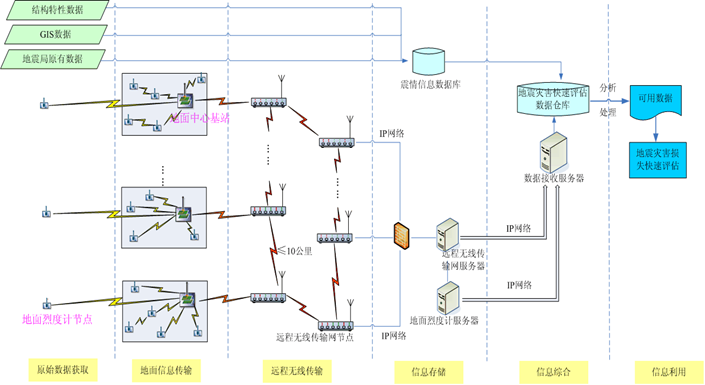 结构特性数据
GIS数据
地震局原有数据
震情信息数据库
地震灾害快速评估
数据仓库
分析
处理
可用数据
地震灾害损
失快速评估
地面中心基站
IP网络
数据接收服务器
≤10公里
IP网络
远程无线传
输网服务器
IP网络
地面烈度计节点
地面烈度计服务器
远程无线传输网节点
IP网络
原始数据获取
地面信息传输
远程无线传输
信息存储
信息综合
信息利用